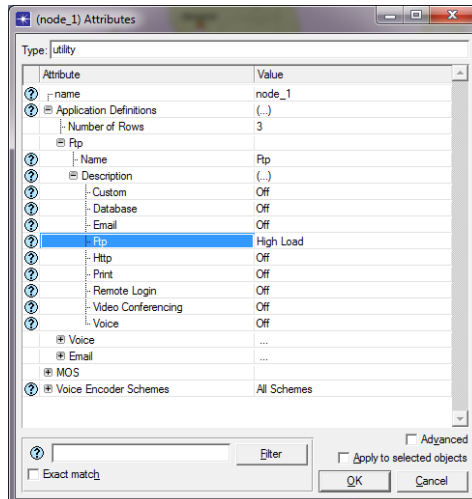 (node_1) Attributes
Type: utility
Attribute Value
name node_1
Application Definitions (...)
Number of Rows 3
Ftp
Name Ftp
Description (...)
Custom Off
Database Off
Email Off
Ftp High Load
Http Off
Print Off
Remote Login Off
Video Conferencing Off
Voice Off
Voice ...
Email ...
MOS
Voice Encoder Schemes All Schemes
Advanced
Filter
Apply to selected objects
Exact match
OK Cancel